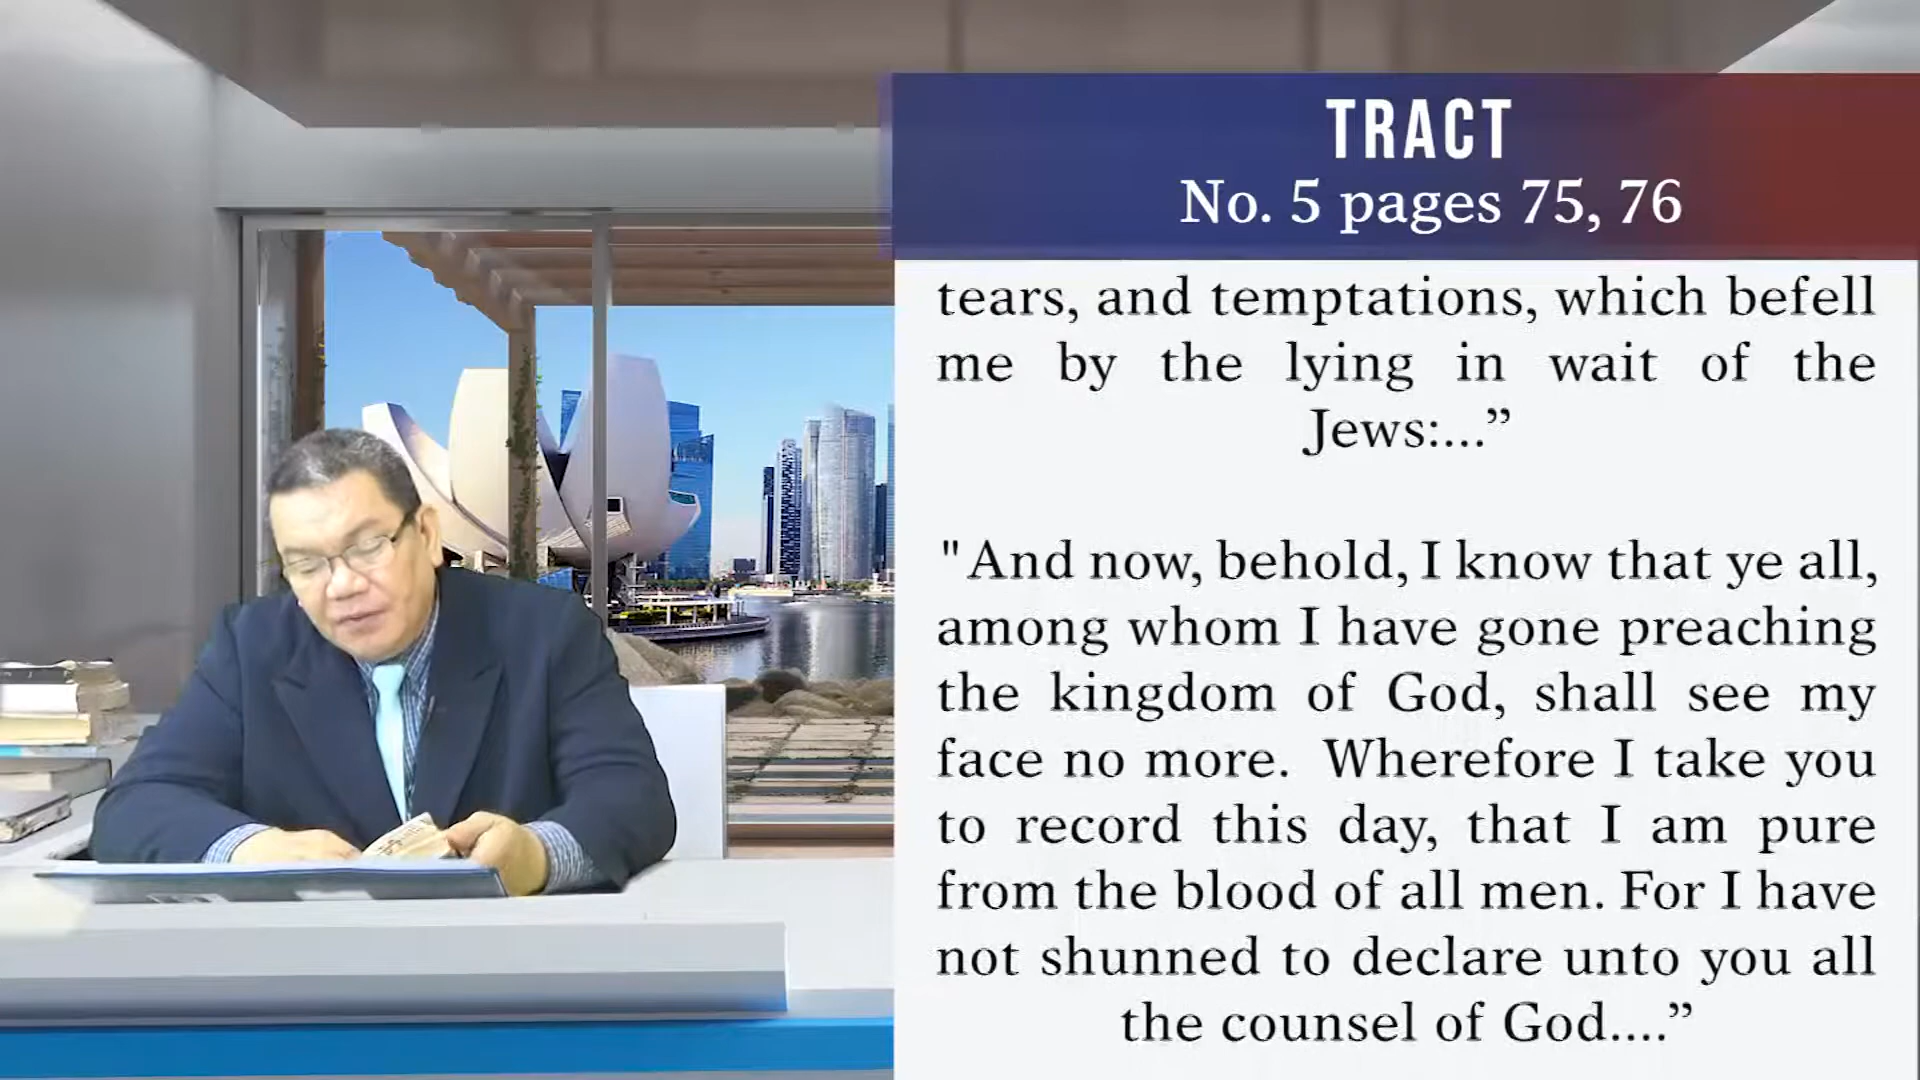 TRACT
No. 5 pages 75, 76
tears, and temptations, which befell
me by the lying in wait of the
Jews:...”
"And now, behold, I know that ye all,
among whom I have gone preaching
the kingdom of God, shall see my
face no more. Wherefore I take you
to record this day, that I am pure
from the blood of all men. For I have
not shunned to declare unto you all
the counsel of God....”